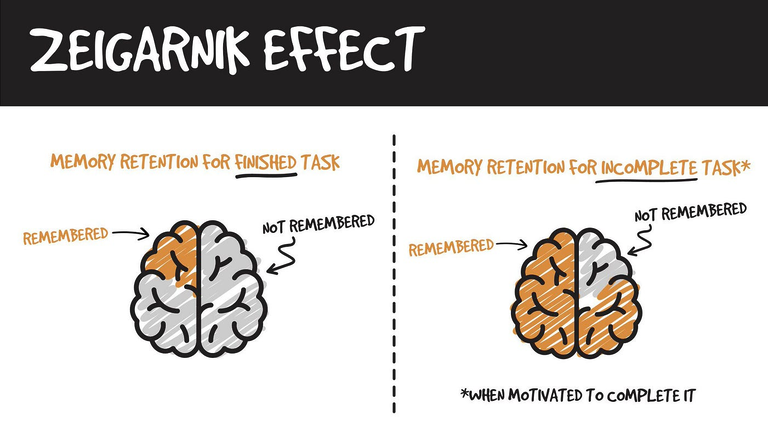 ZEIGARNIK EFFECT
MEMORY RETENTION FOR FINISHED TASK
REMEMBERED
NOT REMEMBERED
MEMORY RETENTION FOR INCOMPLETE TASK*
REMEMBERED
NOT REMEMBERED
*WHEN MOTIVATED TO COMPLETE IT